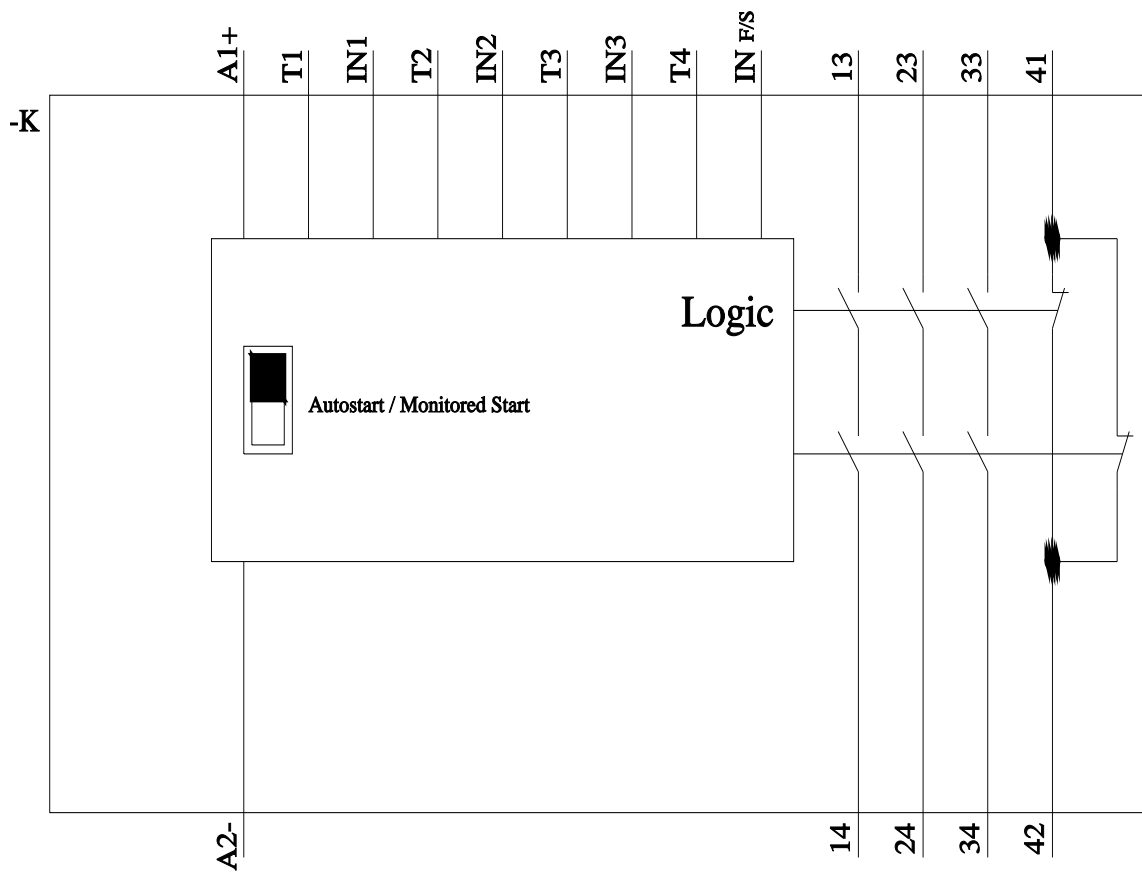 A1+
T1
IN1
T2
IN2
T3
IN3
T4
IN F/S
13
23
33
41
-K
Logic
Autostart / Monitored Start
A2-
14
24
34
42